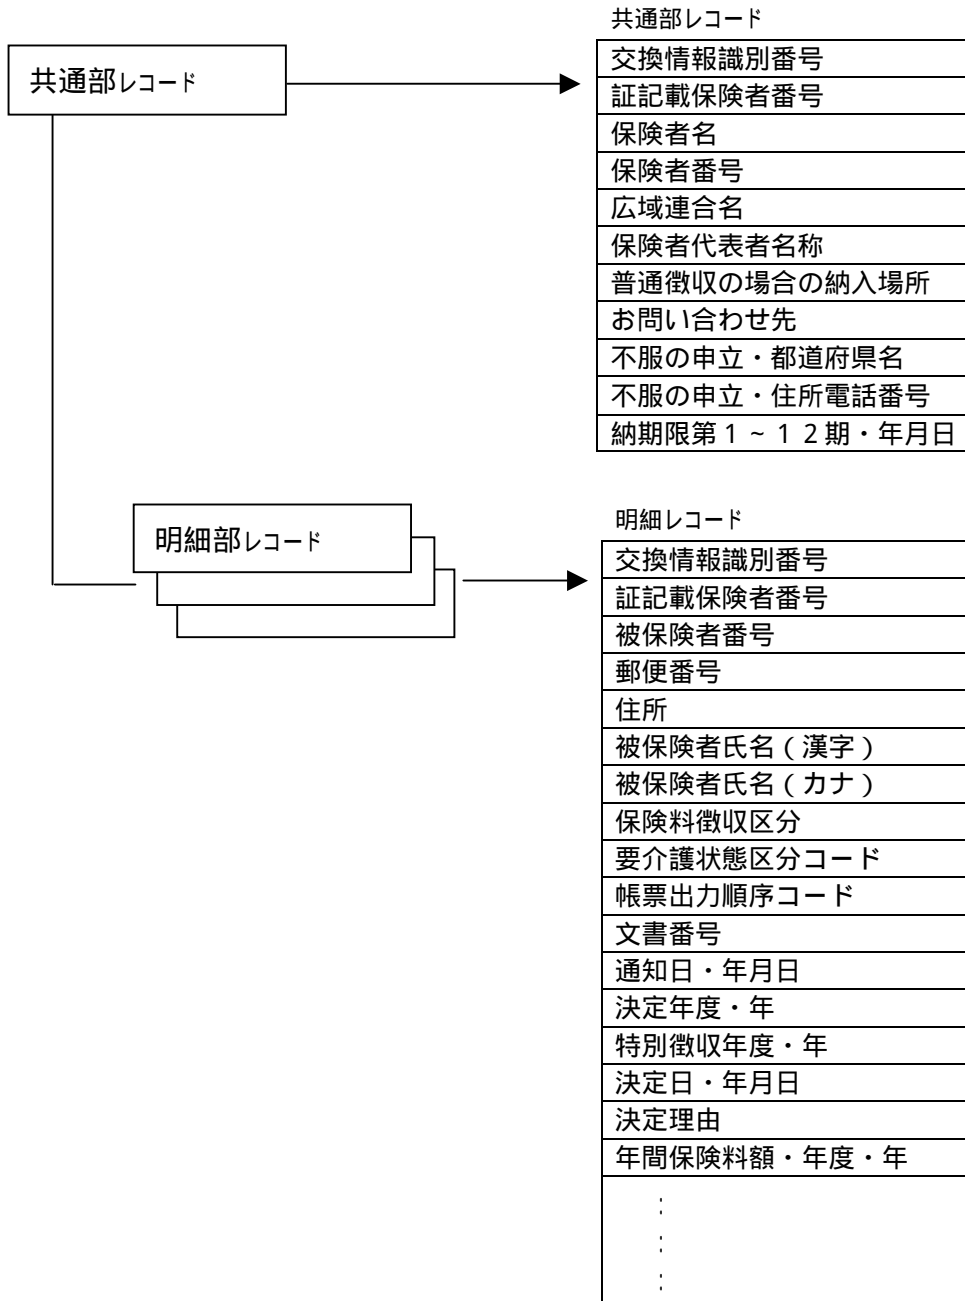 共通部レコード
共通部レコード
交換情報識別番号
証記載保険者番号
保険者名
保険者番号
広域連合名
保険者代表者名称
普通徴収の場合の納入場所
お問い合わせ先
不服の申立・都道府県名
不服の申立・住所電話番号
納期限第１~１２期・年月日
明細部レコード
明細レコード
交換情報識別番号
証記載保険者番号
被保険者番号
郵便番号
住所
被保険者氏名(漢字)
被保険者氏名(カナ)
保険料徴収区分
要介護状態区分コード
帳票出力順序コード
文書番号
通知日・年月日
決定年度・年
特別徴収年度・年
決定日・年月日
決定理由
年間保険料額・年度・年
:
:
: